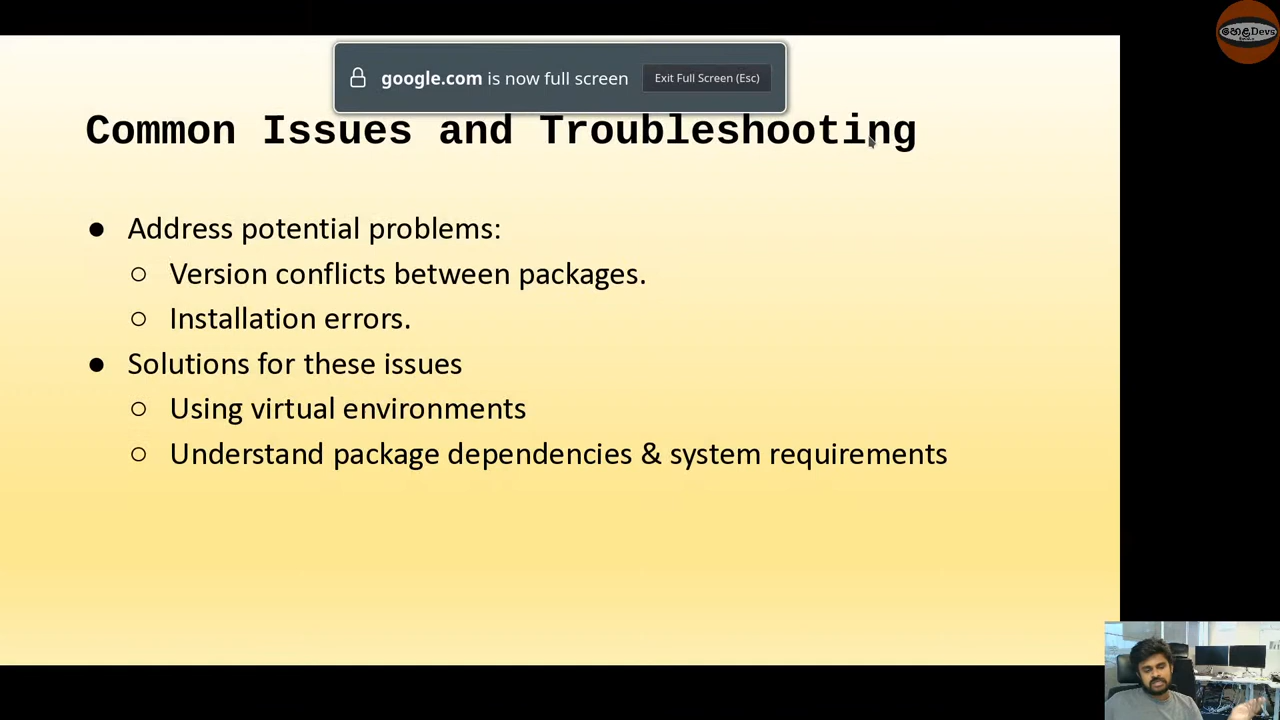 හෙළDevs
google.com is now full screen
Exit Full Screen (Esc)
Common Issues and Troubleshooting
● Address potential problems:
○ Version conflicts between packages.
○ Installation errors.
● Solutions for these issues
○ Using virtual environments
○ Understand package dependencies & system requirements